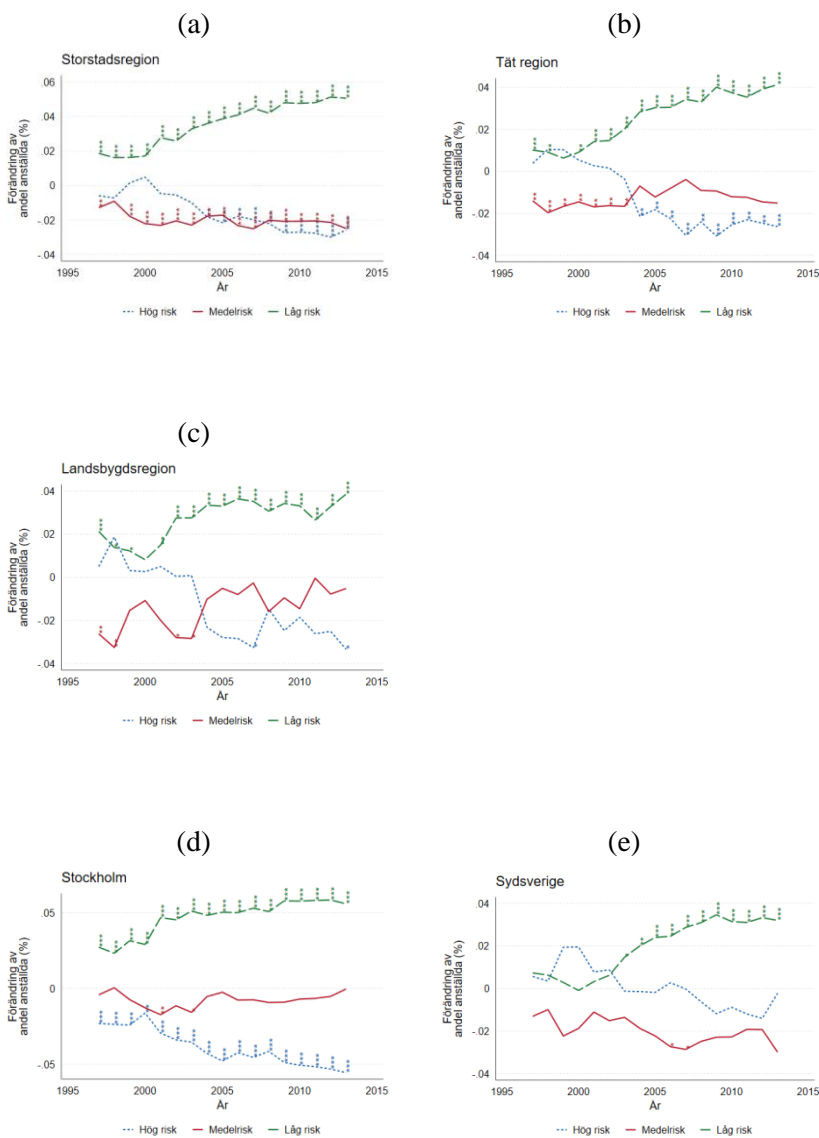 (a)
Storstadsregion
.06
.04
.02
0
-.02
-.04
Förändring av
andel anställda (%)
1995 2000 2005 2010 2015
År
Hög risk Medelrisk Låg risk
(b)
Tät region
.04
.02
0
-.02
-.04
Förändring av
andel anställda (%)
1995 2000 2005 2010 2015
År
Hög risk Medelrisk Låg risk
(c)
Landsbygdsregion
.04
.02
0
-.02
-.04
Förändring av
andel anställda (%)
1995 2000 2005 2010 2015
År
Hög risk Medelrisk Låg risk
(d)
Stockholm
.05
0
-.05
Förändring av
andel anställda (%)
1995 2000 2005 2010 2015
År
Hög risk Medelrisk Låg risk
(e)
Sydsverige
.04
.02
0
-.02
-.04
Förändring av
andel anställda (%)
1995 2000 2005 2010 2015
År
Hög risk Medelrisk Låg risk